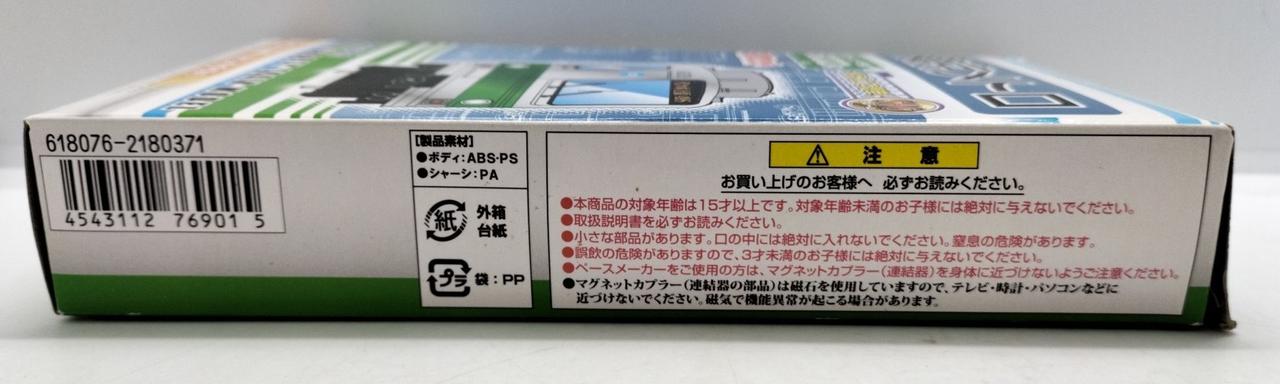 618076-2180371
4543112 76901 5
[製品素材]
●ボディ:ABS・PS
●シャーシ:PA
紙
外箱
台紙
プラ
袋:PP
注 意
お買い上げのお客様へ 必ずお読みください。
●本商品の対象年齢は15才以上です。対象年齢未満のお子様には絶対に与えないでください。
●取扱説明書を必ずお読みください。
●小さな部品があります。口の中には絶対に入れないでください。窒息の危険があります。
●誤飲の危険がありますので、3才未満のお子様には絶対に与えないでください。
●ペースメーカーをご使用の方は、マグネットカプラー(連結器)を身体に近づけないようご注意ください。
●マグネットカプラー(連結器の部品)は磁石を使用していますので、テレビ・時計・パソコンなどに
近づけないでください。磁気で機能異常が起こる場合があります。